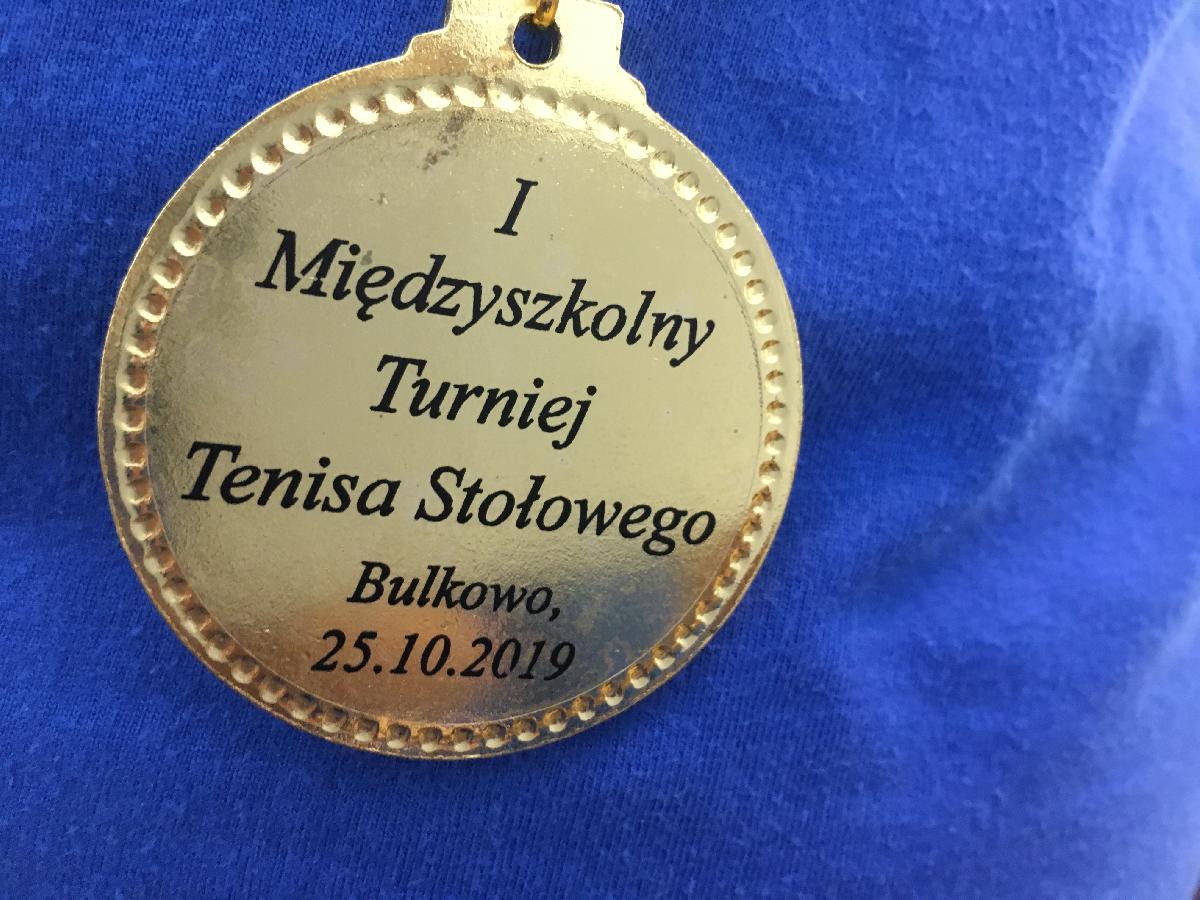 I
Międzyszkolny
Turniej
Tenisa Stołowego
Bulkowo,
25.10.2019